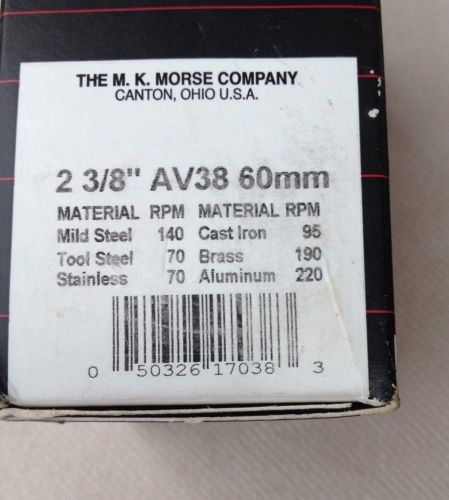 THE M. K. MORSE COMPANY
CANTON, OHIO U.S.A.
2 3/8" AV38 60mm
MATERIAL RPM MATERIAL RPM
Mild Steel 140 Cast Iron 95
Tool Steel 70 Brass 190
Stainless 70 Aluminum 220
0 50326 17038 3